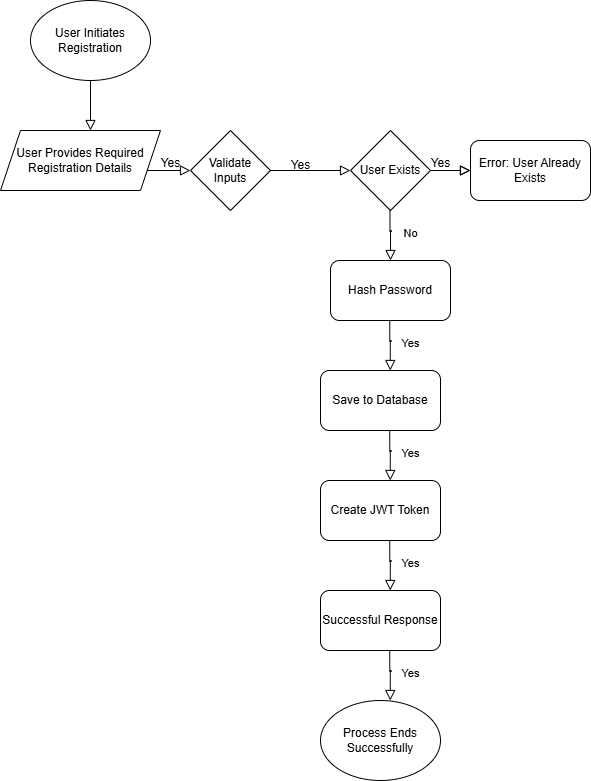 User Initiates
Registration
User Provides Required
Registration Details
Yes
Validate
Inputs
Yes
User Exists
Yes
Error: User Already
Exists
No
Hash Password
Yes
Save to Database
Yes
Create JWT Token
Yes
Successful Response
Yes
Process Ends
Successfully